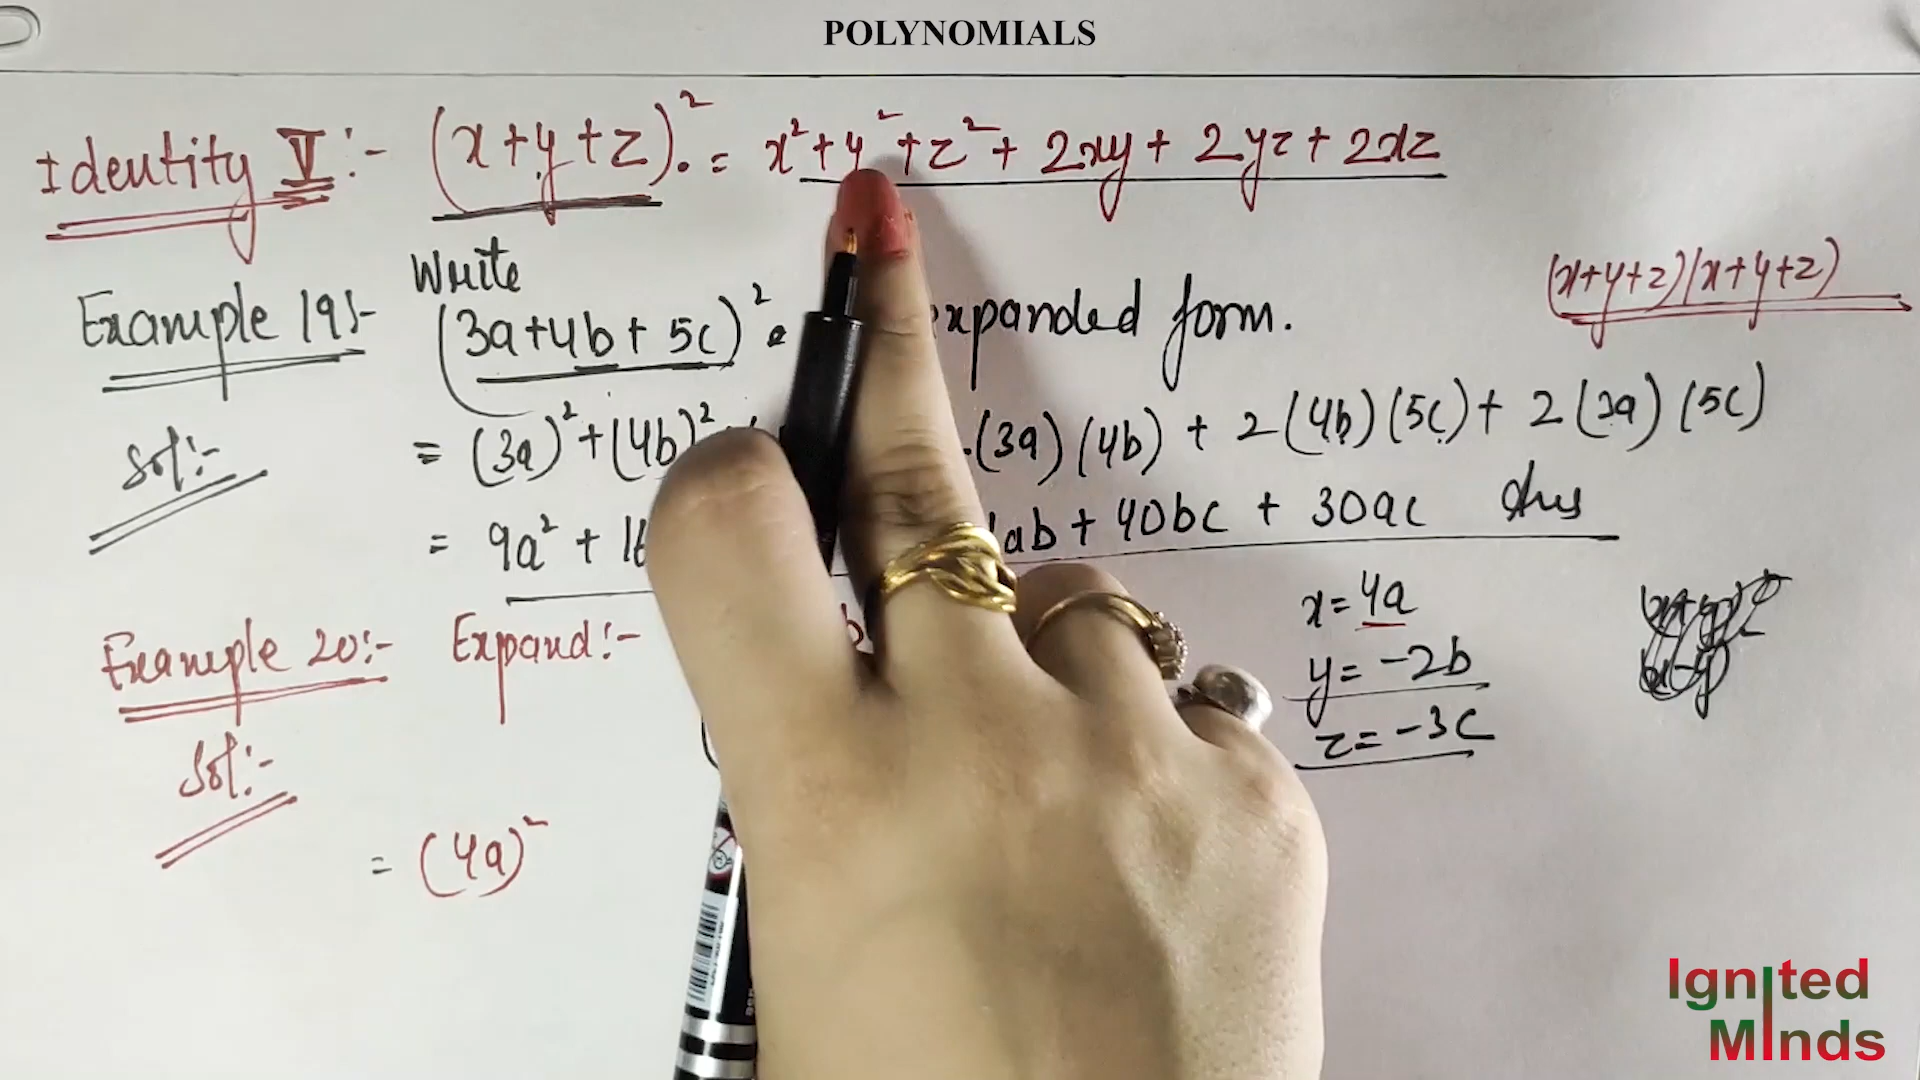 POLYNOMIALS
Identity V:- (x+y+z)². = x²+y²+z²+2xy+2yz+2xz
(x+y+z)(x+y+z)
Write
Example 19:- (3a+4b+5c)² xpanded form.
Sol:- = (3a)²+(4b)² (3a)(4b) + 2(4b)(5c) + 2(3a)(5c)
= 9a² + 16 ab + 40bc + 30ac Ans
Example 20:- Expand:-
x = 4a
y = -2b
z = -3c
Sol:-
= (4a)²
Ignited
Minds